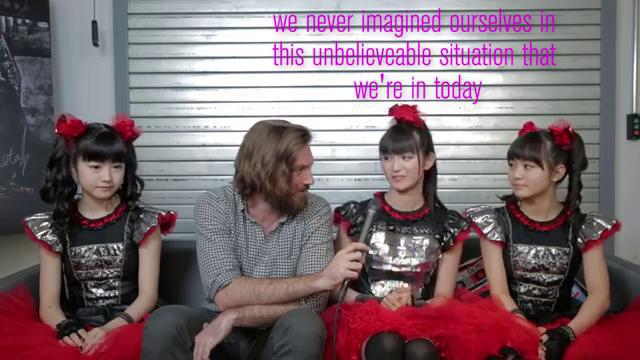 we never imagined ourselves in
this unbelieveable situation that
we're in today